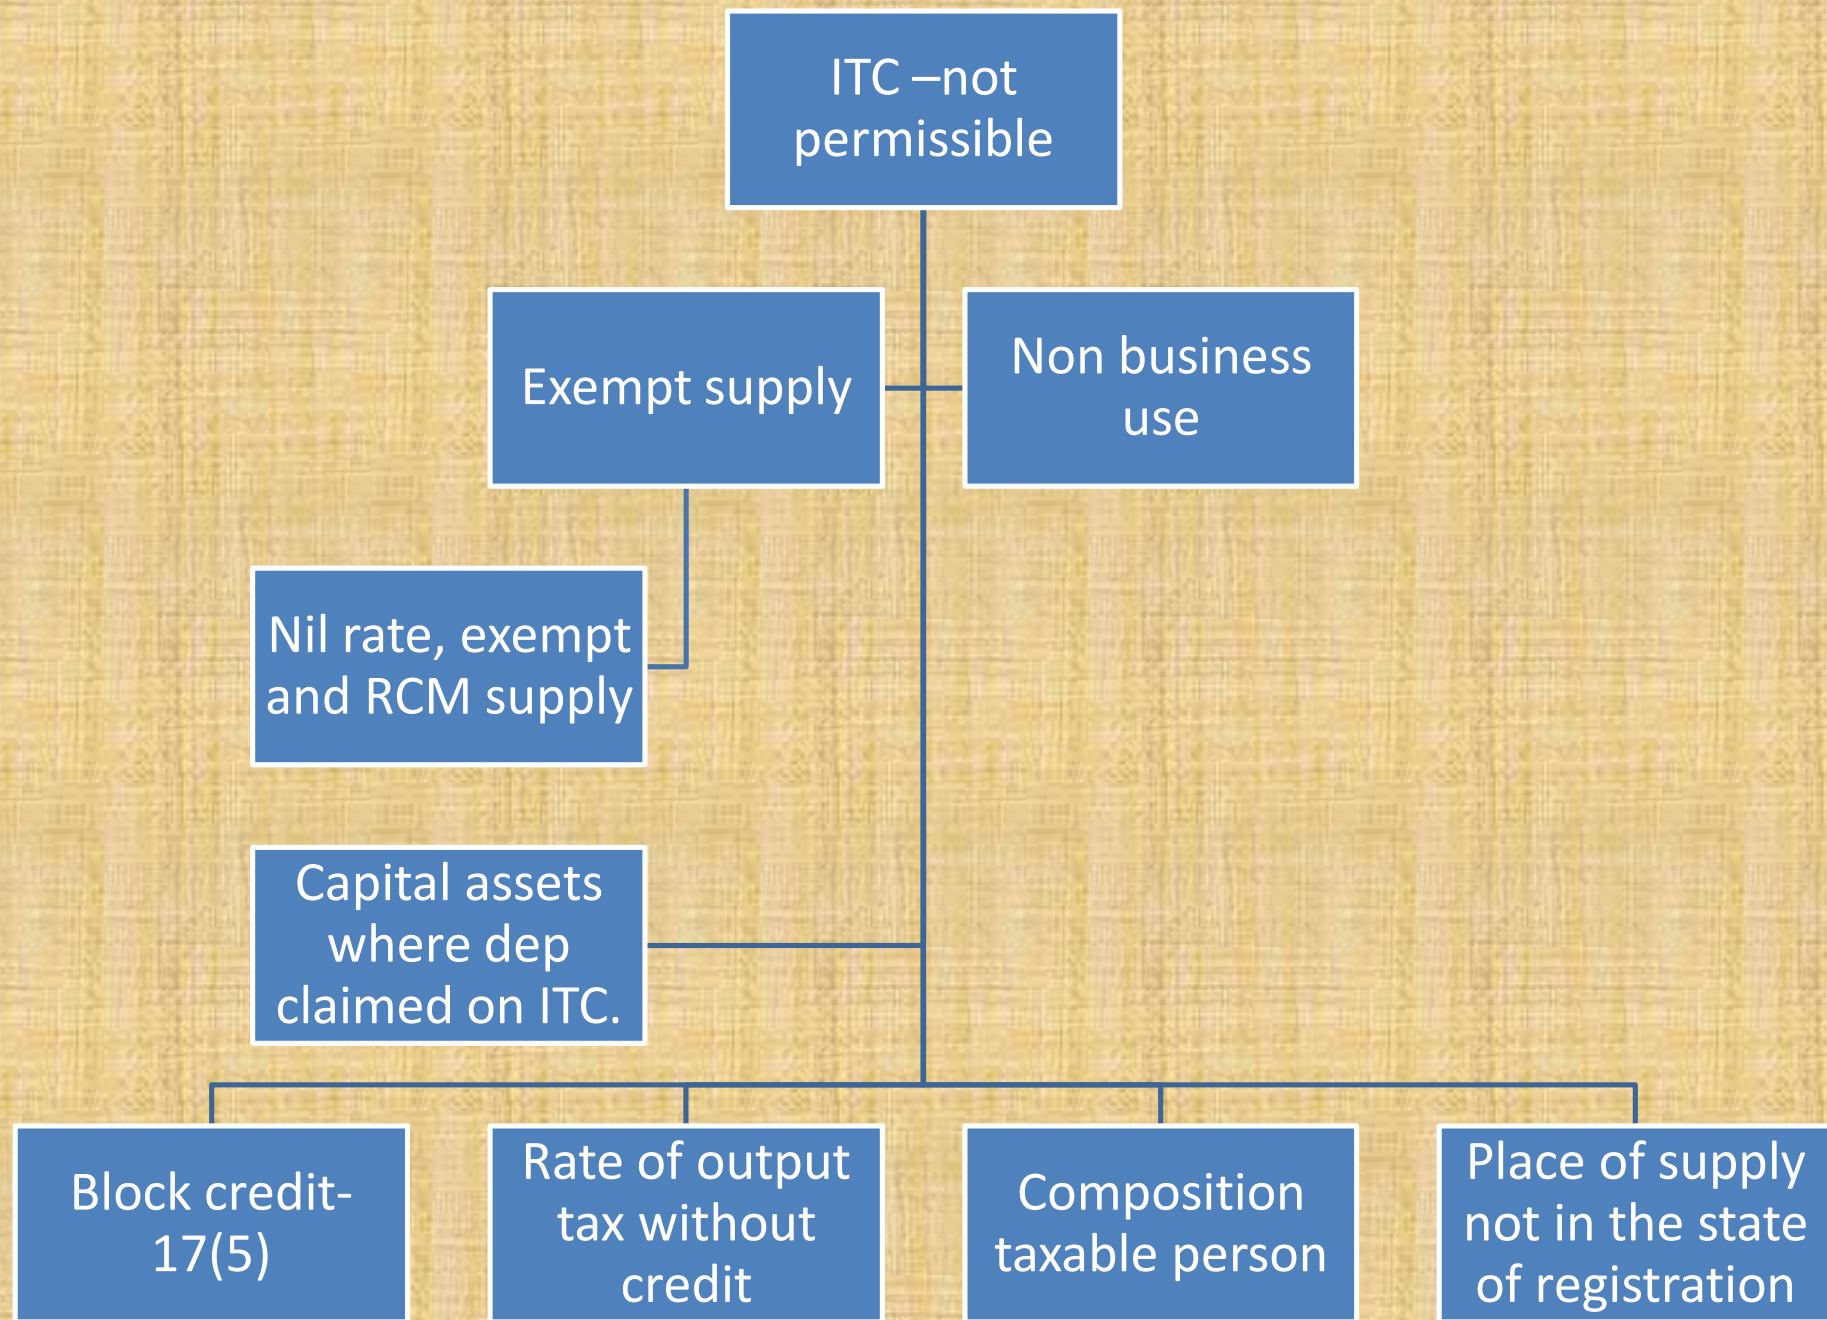 ITC –not
permissible
Exempt supply
Non business
use
Nil rate, exempt
and RCM supply
Capital assets
where dep
claimed on ITC.
Block credit-
17(5)
Rate of output
tax without
credit
Composition
taxable person
Place of supply
not in the state
of registration